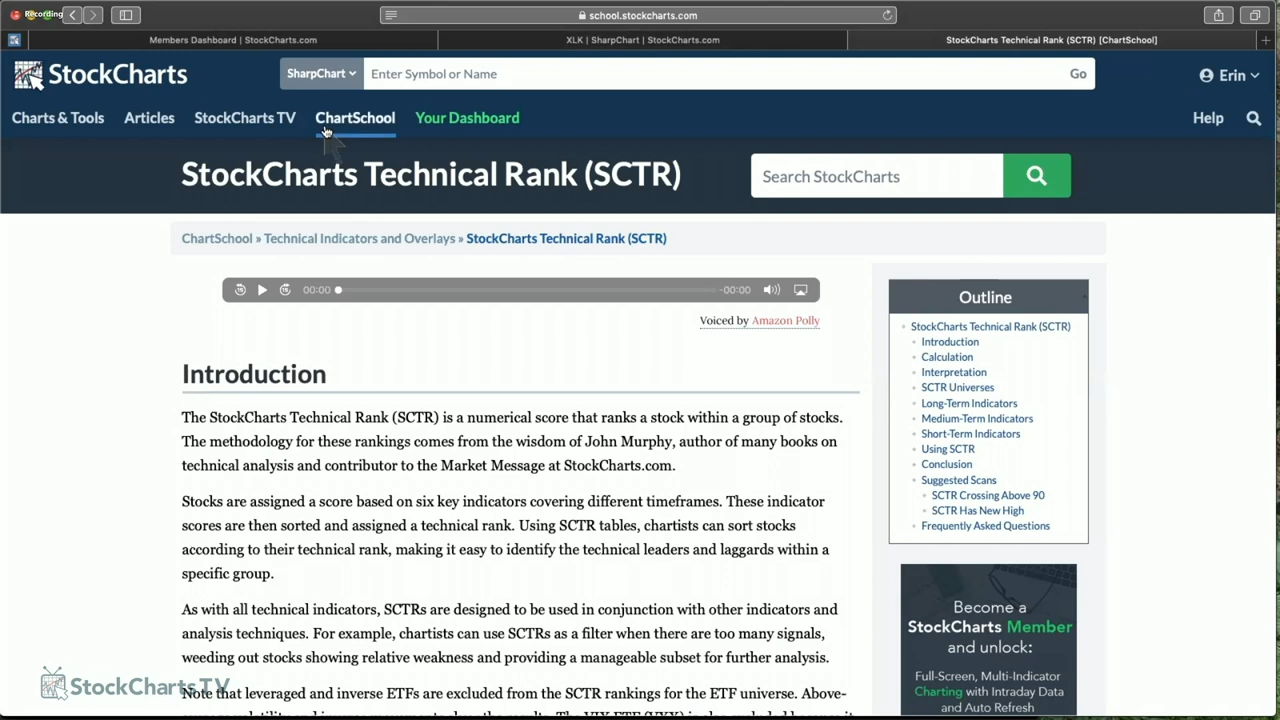 Recording
school.stockcharts.com
Members Dashboard | StockCharts.com
XLK | SharpChart | StockCharts.com
StockCharts Technical Rank (SCTR) [ChartSchool]
StockCharts
SharpChart
Enter Symbol or Name
Go
Erin
Charts & Tools
Articles
StockCharts TV
ChartSchool
Your Dashboard
Help
StockCharts Technical Rank (SCTR)
Search StockCharts
ChartSchool » Technical Indicators and Overlays » StockCharts Technical Rank (SCTR)
15
15
00:00
-00:00
Voiced by Amazon Polly
Introduction
The StockCharts Technical Rank (SCTR) is a numerical score that ranks a stock within a group of stocks.
The methodology for these rankings comes from the wisdom of John Murphy, author of many books on
technical analysis and contributor to the Market Message at StockCharts.com.
Stocks are assigned a score based on six key indicators covering different timeframes. These indicator
scores are then sorted and assigned a technical rank. Using SCTR tables, chartists can sort stocks
according to their technical rank, making it easy to identify the technical leaders and laggards within a
specific group.
As with all technical indicators, SCTRs are designed to be used in conjunction with other indicators and
analysis techniques. For example, chartists can use SCTRs as a filter when there are too many signals,
weeding out stocks showing relative weakness and providing a manageable subset for further analysis.
Note that leveraged and inverse ETFs are excluded from the SCTR rankings for the ETF universe. Above-
Outline
StockCharts Technical Rank (SCTR)
Introduction
Calculation
Interpretation
SCTR Universes
Long-Term Indicators
Medium-Term Indicators
Short-Term Indicators
Using SCTR
Conclusion
Suggested Scans
SCTR Crossing Above 90
SCTR Has New High
Frequently Asked Questions
Become a
StockCharts Member
and unlock:
Full-Screen, Multi-Indicator
Charting with Intraday Data
and Auto Refresh
StockChartsTV